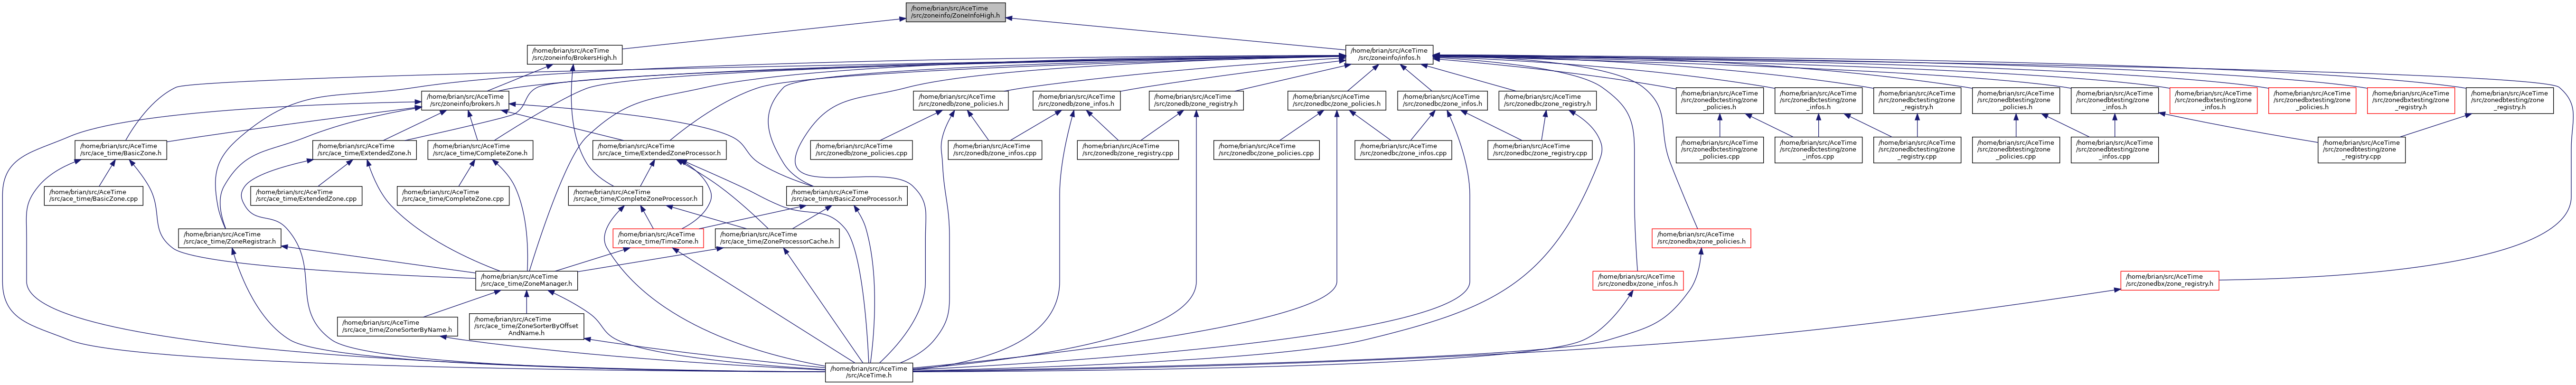 /home/brian/src/AceTime
/src/zoneinfo/ZoneInfoHigh.h
/home/brian/src/AceTime
/src/zoneinfo/BrokersHigh.h
/home/brian/src/AceTime
/src/zoneinfo/infos.h
/home/brian/src/AceTime
/src/zoneinfo/brokers.h
/home/brian/src/AceTime
/src/zonedb/zone_policies.h
/home/brian/src/AceTime
/src/zonedb/zone_infos.h
/home/brian/src/AceTime
/src/zonedb/zone_registry.h
/home/brian/src/AceTime
/src/zonedbc/zone_policies.h
/home/brian/src/AceTime
/src/zonedbc/zone_infos.h
/home/brian/src/AceTime
/src/zonedbc/zone_registry.h
/home/brian/src/AceTime
/src/zonedbctesting/zone
_policies.h
/home/brian/src/AceTime
/src/zonedbctesting/zone
_infos.h
/home/brian/src/AceTime
/src/zonedbctesting/zone
_registry.h
/home/brian/src/AceTime
/src/zonedbtesting/zone
_policies.h
/home/brian/src/AceTime
/src/zonedbtesting/zone
_infos.h
/home/brian/src/AceTime
/src/zonedbxtesting/zone
_infos.h
/home/brian/src/AceTime
/src/zonedbxtesting/zone
_policies.h
/home/brian/src/AceTime
/src/zonedbxtesting/zone
_registry.h
/home/brian/src/AceTime
/src/zonedbtesting/zone
_registry.h
/home/brian/src/AceTime
/src/ace_time/BasicZone.h
/home/brian/src/AceTime
/src/ace_time/ExtendedZone.h
/home/brian/src/AceTime
/src/ace_time/CompleteZone.h
/home/brian/src/AceTime
/src/ace_time/ExtendedZoneProcessor.h
/home/brian/src/AceTime
/src/zonedb/zone_policies.cpp
/home/brian/src/AceTime
/src/zonedb/zone_infos.cpp
/home/brian/src/AceTime
/src/zonedb/zone_registry.cpp
/home/brian/src/AceTime
/src/zonedbc/zone_policies.cpp
/home/brian/src/AceTime
/src/zonedbc/zone_infos.cpp
/home/brian/src/AceTime
/src/zonedbc/zone_registry.cpp
/home/brian/src/AceTime
/src/zonedbctesting/zone
_policies.cpp
/home/brian/src/AceTime
/src/zonedbctesting/zone
_infos.cpp
/home/brian/src/AceTime
/src/zonedbctesting/zone
_registry.cpp
/home/brian/src/AceTime
/src/zonedbtesting/zone
_policies.cpp
/home/brian/src/AceTime
/src/zonedbtesting/zone
_infos.cpp
/home/brian/src/AceTime
/src/zonedbtesting/zone
_registry.cpp
/home/brian/src/AceTime
/src/ace_time/BasicZone.cpp
/home/brian/src/AceTime
/src/ace_time/ExtendedZone.cpp
/home/brian/src/AceTime
/src/ace_time/CompleteZone.cpp
/home/brian/src/AceTime
/src/ace_time/CompleteZoneProcessor.h
/home/brian/src/AceTime
/src/ace_time/BasicZoneProcessor.h
/home/brian/src/AceTime
/src/ace_time/ZoneRegistrar.h
/home/brian/src/AceTime
/src/ace_time/TimeZone.h
/home/brian/src/AceTime
/src/ace_time/ZoneProcessorCache.h
/home/brian/src/AceTime
/src/zonedbx/zone_policies.h
/home/brian/src/AceTime
/src/ace_time/ZoneManager.h
/home/brian/src/AceTime
/src/zonedbx/zone_infos.h
/home/brian/src/AceTime
/src/zonedbx/zone_registry.h
/home/brian/src/AceTime
/src/ace_time/ZoneSorterByName.h
/home/brian/src/AceTime
/src/ace_time/ZoneSorterByOffset
AndName.h
/home/brian/src/AceTime
/src/AceTime.h